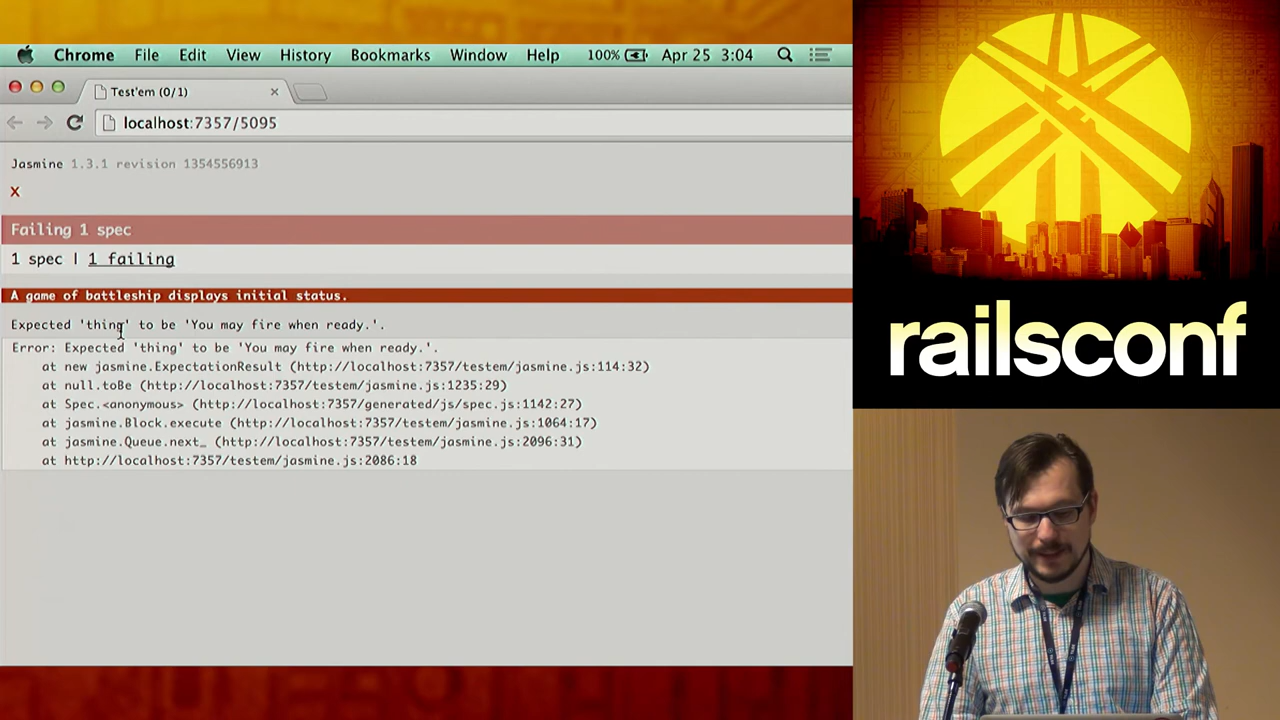 Chrome File Edit View History Bookmarks Window Help 100% Apr 25 3:04
Test'em (0/1)
localhost:7357/5095
Jasmine 1.3.1 revision 1354556913
x
Failing 1 spec
1 spec | 1 failing
A game of battleship displays initial status.
Expected 'thing' to be 'You may fire when ready.'.
Error: Expected 'thing' to be 'You may fire when ready.'.
at new jasmine.ExpectationResult (http://localhost:7357/testem/jasmine.js:114:32)
at null.toBe (http://localhost:7357/testem/jasmine.js:1235:29)
at Spec.<anonymous> (http://localhost:7357/generated/js/spec.js:1142:27)
at jasmine.Block.execute (http://localhost:7357/testem/jasmine.js:1064:17)
at jasmine.Queue.next_ (http://localhost:7357/testem/jasmine.js:2096:31)
at http://localhost:7357/testem/jasmine.js:2086:18
railsconf